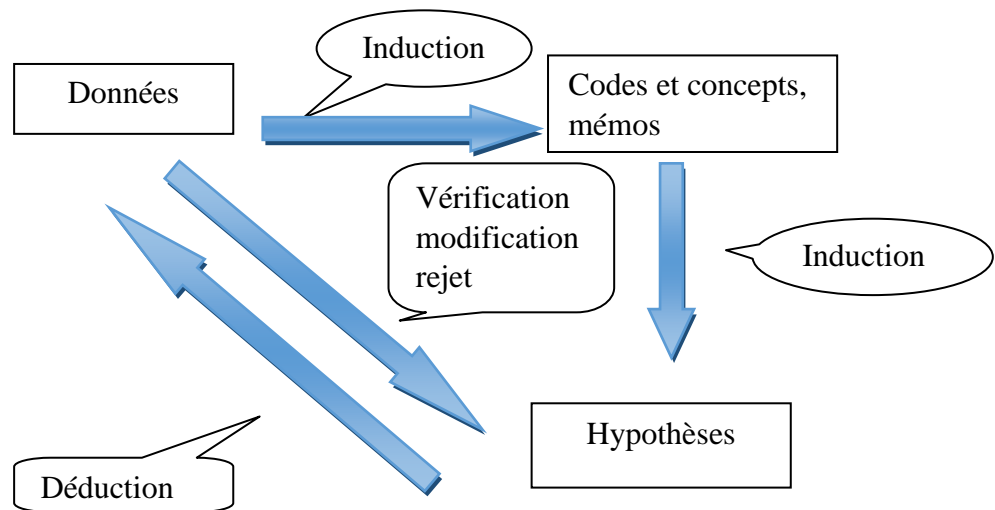 Induction
Données
Codes et concepts,
mémos
Vérification
modification
rejet
Induction
Hypothèses
Déduction